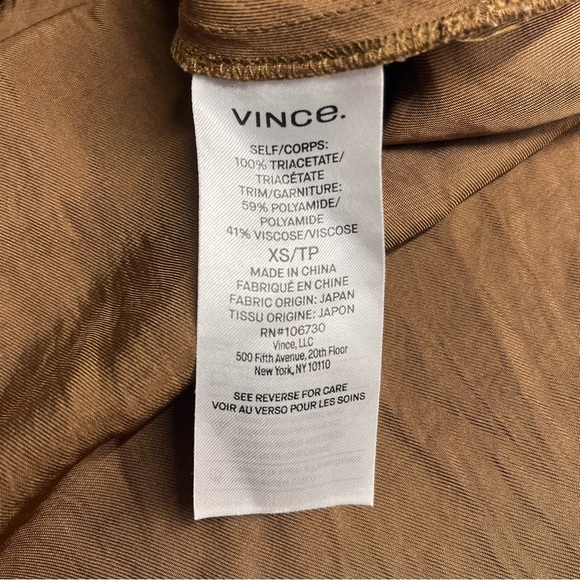 VINCE.
SELF/CORPS:
100% TRIACETATE/
TRIACÉTATE
TRIM/GARNITURE:
59% POLYAMIDE/
POLYAMIDE
41% VISCOSE/VISCOSE
XS/TP
MADE IN CHINA
FABRIQUÉ EN CHINE
FABRIC ORIGIN: JAPAN
TISSU ORIGINE: JAPON
RN#106730
Vince, LLC
500 Fifth Avenue, 20th Floor
New York, NY 10110
SEE REVERSE FOR CARE
VOIR AU VERSO POUR LES SOINS